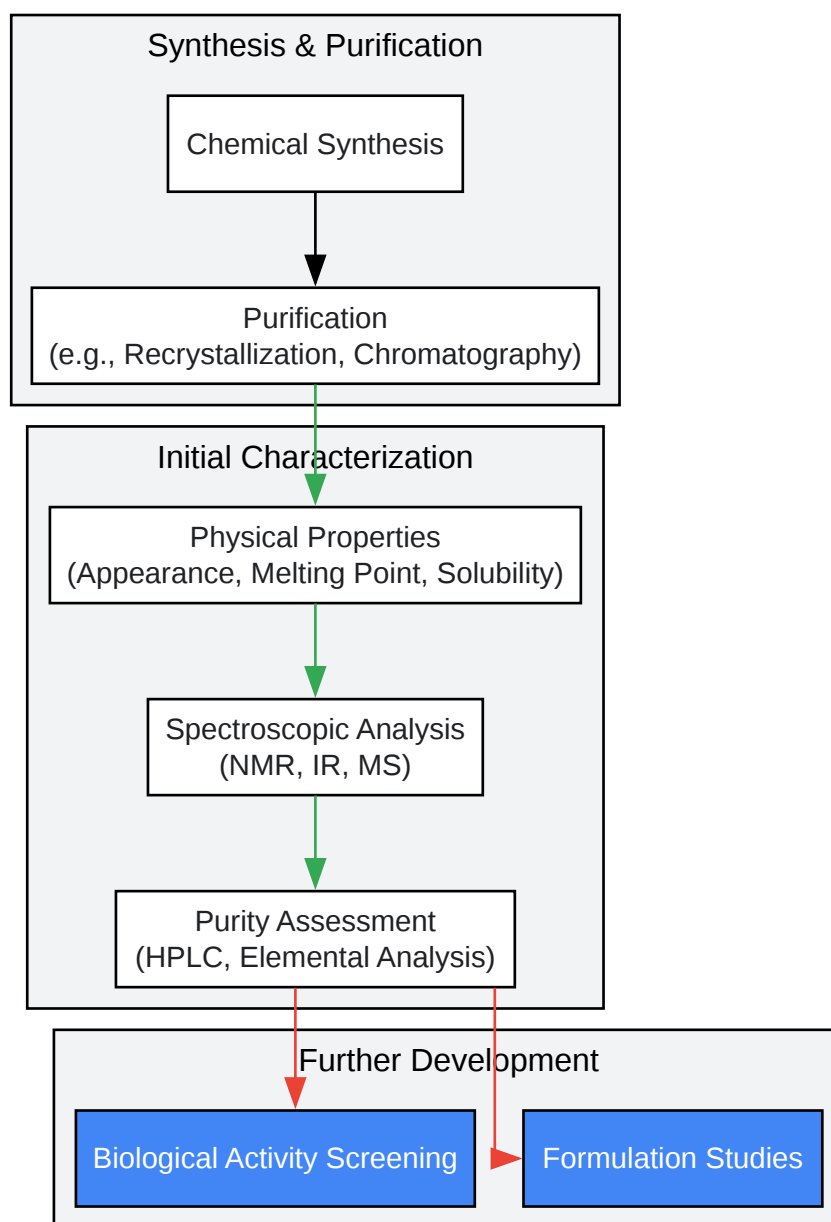 Synthesis & Purification
Chemical Synthesis
Purification
(e.g., Recrystallization, Chromatography)
Initial Characterization
Physical Properties
(Appearance, Melting Point, Solubility)
Spectroscopic Analysis
(NMR, IR, MS)
Purity Assessment
(HPLC, Elemental Analysis)
Further Development
Biological Activity Screening
Formulation Studies